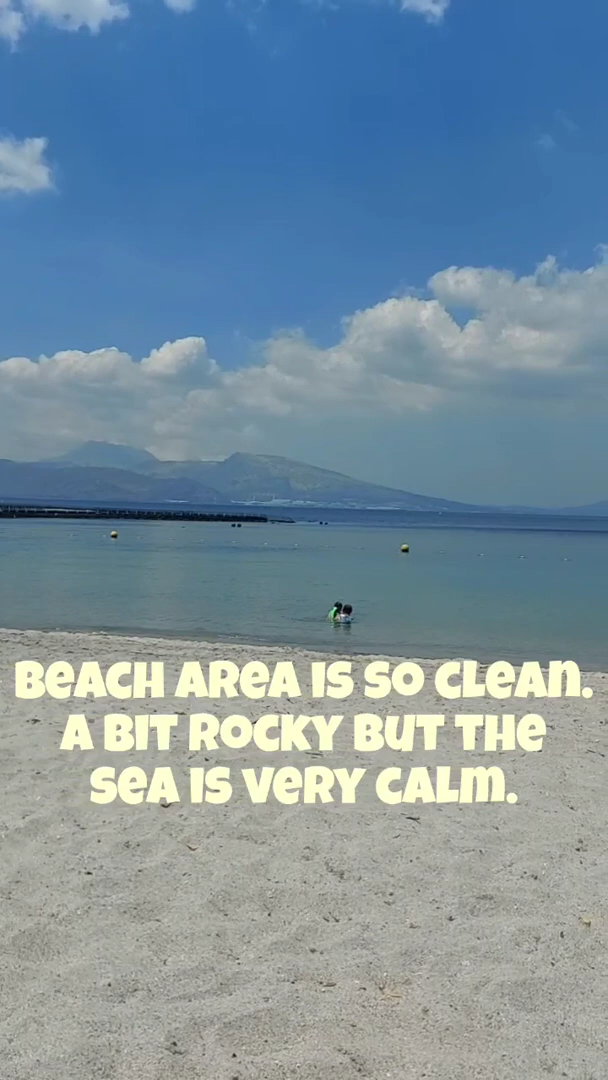 Beach area is so clean.
A bit rocky but the
sea is very calm.